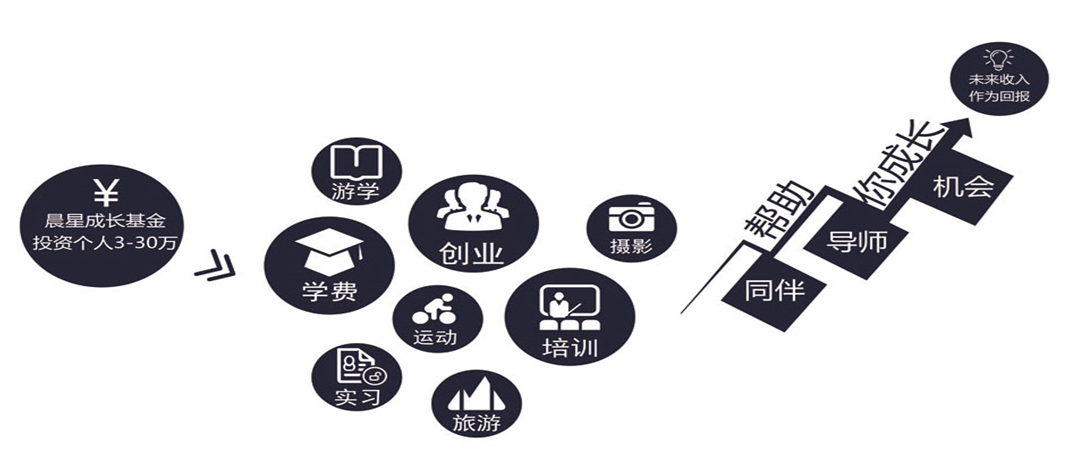 ¥
晨星成长基金
投资个人3-30万
游学
创业
摄影
学费
运动
培训
实习
旅游
帮助
你成长
同伴
导师
机会
未来收入
作为回报